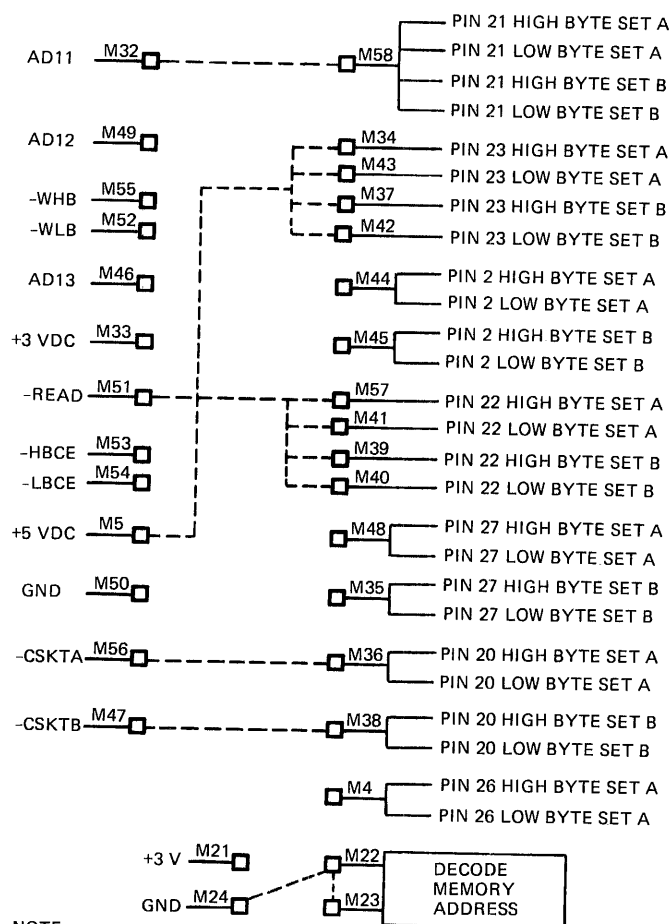 PIN 21 HIGH BYTE SET A
AD11 M32 M58 PIN 21 LOW BYTE SET A
PIN 21 HIGH BYTE SET B
PIN 21 LOW BYTE SET B
AD12 M49 M34 PIN 23 HIGH BYTE SET A
M43 PIN 23 LOW BYTE SET A
-WHB M55 M37 PIN 23 HIGH BYTE SET B
-WLB M52 M42 PIN 23 LOW BYTE SET B
AD13 M46 M44 PIN 2 HIGH BYTE SET A
PIN 2 LOW BYTE SET A
+3 VDC M33 M45 PIN 2 HIGH BYTE SET B
PIN 2 LOW BYTE SET B
-READ M51 M57 PIN 22 HIGH BYTE SET A
M41 PIN 22 LOW BYTE SET A
-HBCE M53 M39 PIN 22 HIGH BYTE SET B
-LBCE M54 M40 PIN 22 LOW BYTE SET B
+5 VDC M5 M48 PIN 27 HIGH BYTE SET A
PIN 27 LOW BYTE SET A
GND M50 M35 PIN 27 HIGH BYTE SET B
PIN 27 LOW BYTE SET B
-CSKTA M56 M36 PIN 20 HIGH BYTE SET A
PIN 20 LOW BYTE SET A
-CSKTB M47 M38 PIN 20 HIGH BYTE SET B
PIN 20 LOW BYTE SET B
M4 PIN 26 HIGH BYTE SET A
PIN 26 LOW BYTE SET A
+3 V M21 M22 DECODE
MEMORY
GND M24 M23 ADDRESS
NOTE